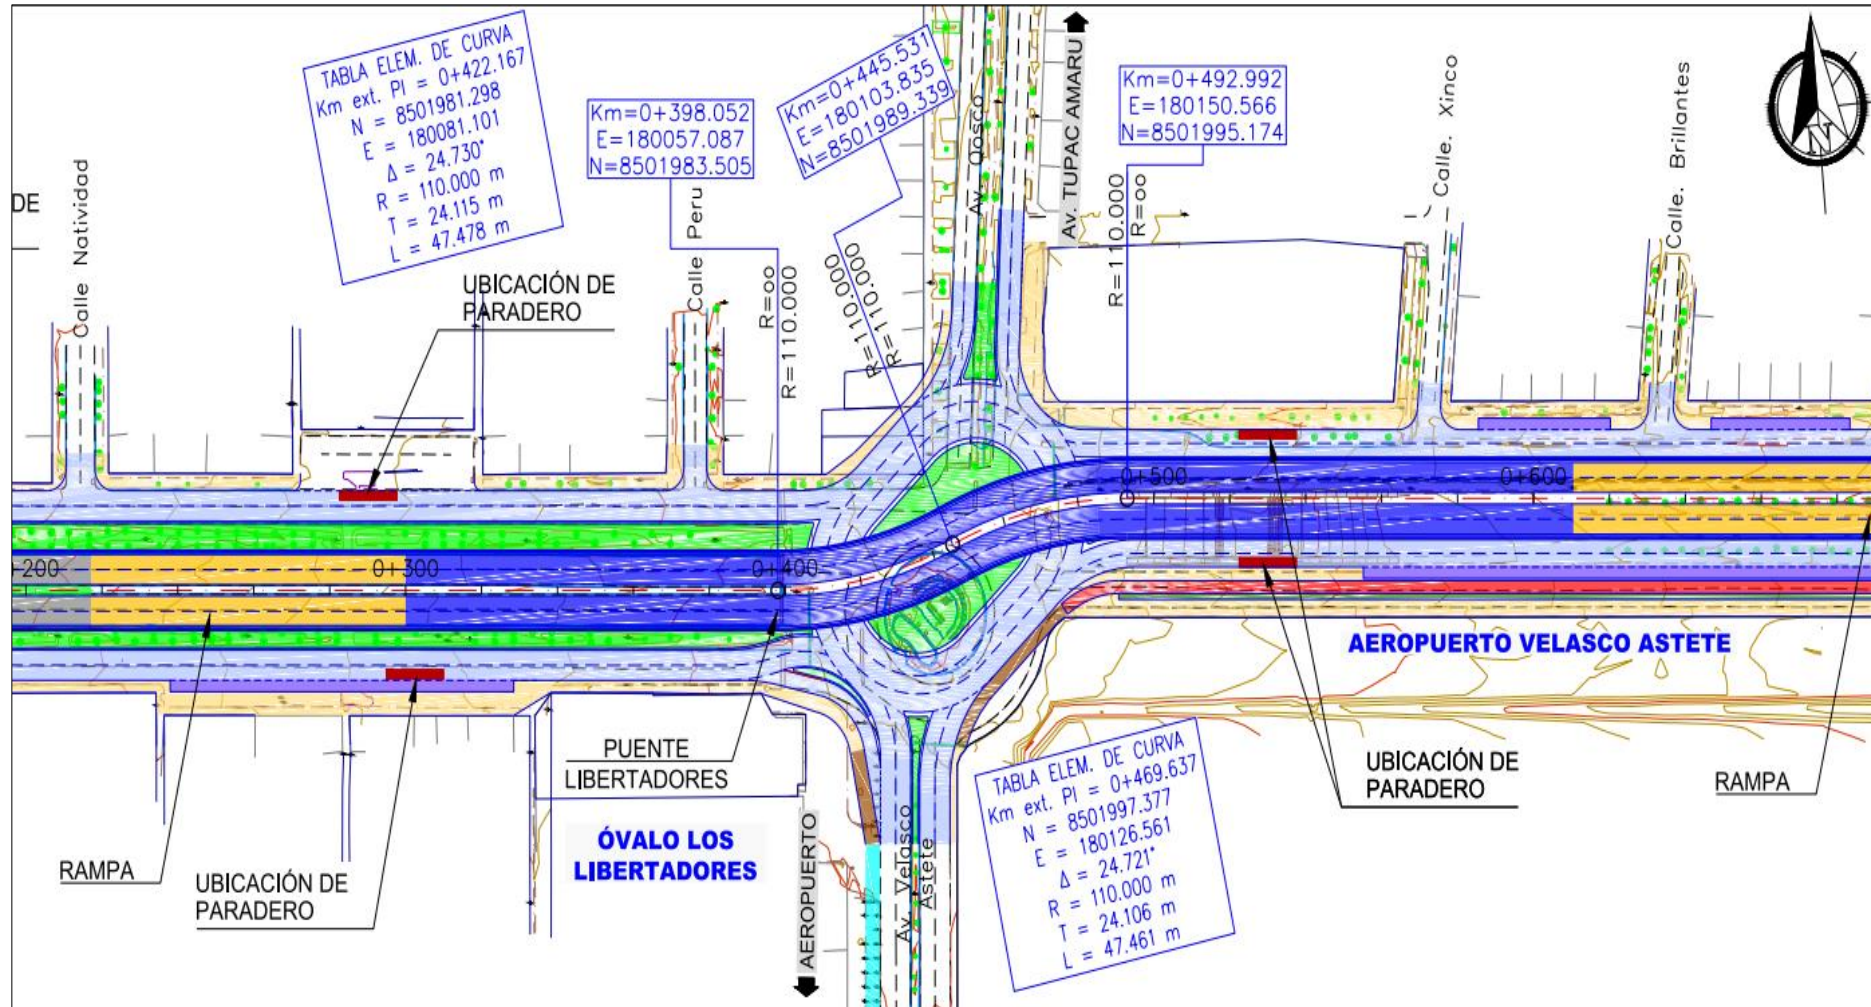 TABLA ELEM. DE CURVA
Km ext. PI = 0+422.167
N = 8501981.298
E = 180081.101
Δ = 24.730°
R = 110.000 m
T = 24.115 m
L = 47.478 m
Km=0+398.052
E=180057.087
N=8501983.505
Km=0+445.531
E=180103.835
N=8501989.339
Km=0+492.992
E=180150.566
N=8501995.174
Av. TUPAC AMARU
Av. Qosco
Calle. Xinco
Calle. Brillantes
N
DE
Calle Natividad
Calle Peru
UBICACIÓN DE
PARADERO
R=oo
R=110.000
R=110.000
R=110.000
R=110.000
R=oo
0+500
0+600
+200
0+300
0+400
AEROPUERTO VELASCO ASTETE
PUENTE
LIBERTADORES
ÓVALO LOS
LIBERTADORES
RAMPA
UBICACIÓN DE
PARADERO
AEROPUERTO
Av. Velasco
Astete
TABLA ELEM. DE CURVA
Km ext. PI = 0+469.637
N = 8501997.377
E = 180126.561
Δ = 24.721°
R = 110.000 m
T = 24.106 m
L = 47.461 m
UBICACIÓN DE
PARADERO
RAMPA